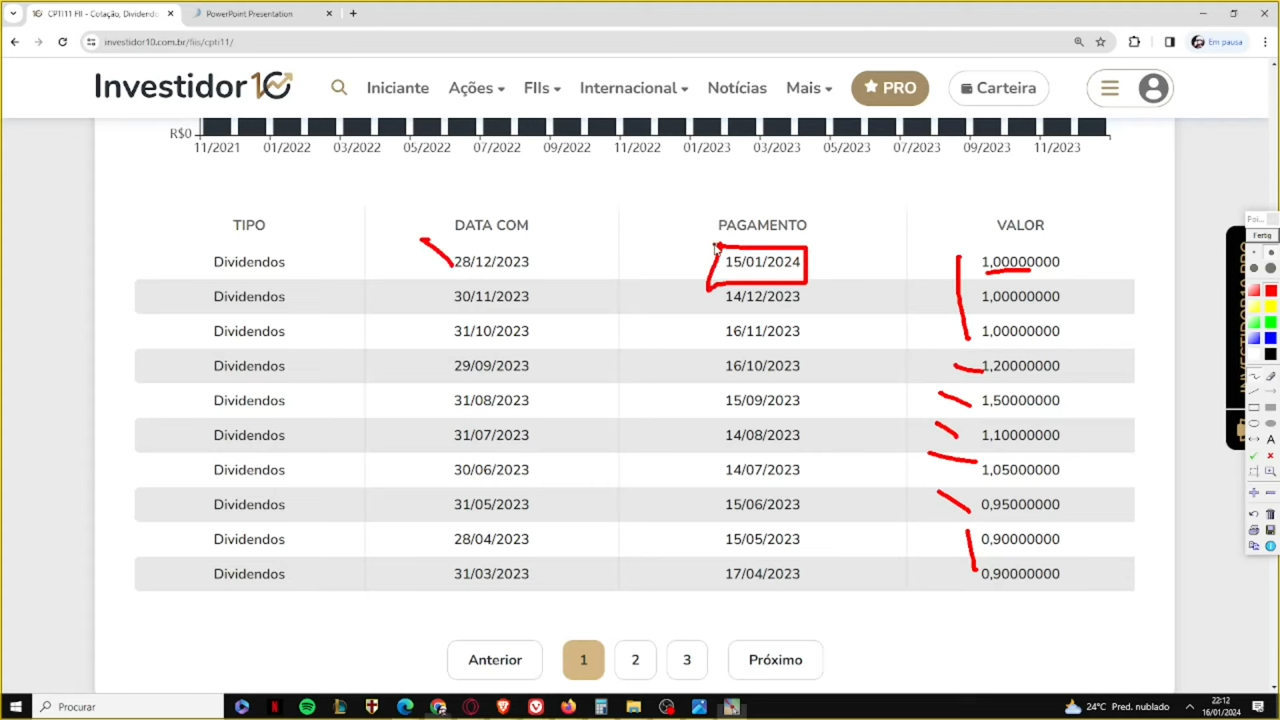 CPTI11 FII - Cotação, Dividendo
PowerPoint Presentation
investidor10.com.br/fiis/cpti11/
Em pausa
Investidor10
Iniciante
Ações
FIIs
Internacional
Notícias
Mais
PRO
Carteira
R$0
11/2021 01/2022 03/2022 05/2022 07/2022 09/2022 11/2022 01/2023 03/2023 05/2023 07/2023 09/2023 11/2023
TIPO DATA COM PAGAMENTO VALOR
Dividendos 28/12/2023 15/01/2024 1,00000000
Dividendos 30/11/2023 14/12/2023 1,00000000
Dividendos 31/10/2023 16/11/2023 1,00000000
Dividendos 29/09/2023 16/10/2023 1,20000000
Dividendos 31/08/2023 15/09/2023 1,50000000
Dividendos 31/07/2023 14/08/2023 1,10000000
Dividendos 30/06/2023 14/07/2023 1,05000000
Dividendos 31/05/2023 15/06/2023 0,95000000
Dividendos 28/04/2023 15/05/2023 0,90000000
Dividendos 31/03/2023 17/04/2023 0,90000000
Anterior 1 2 3 Próximo
Poi...
Fertig
A
Procurar
24°C Pred. nublado
22:12
16/01/2024